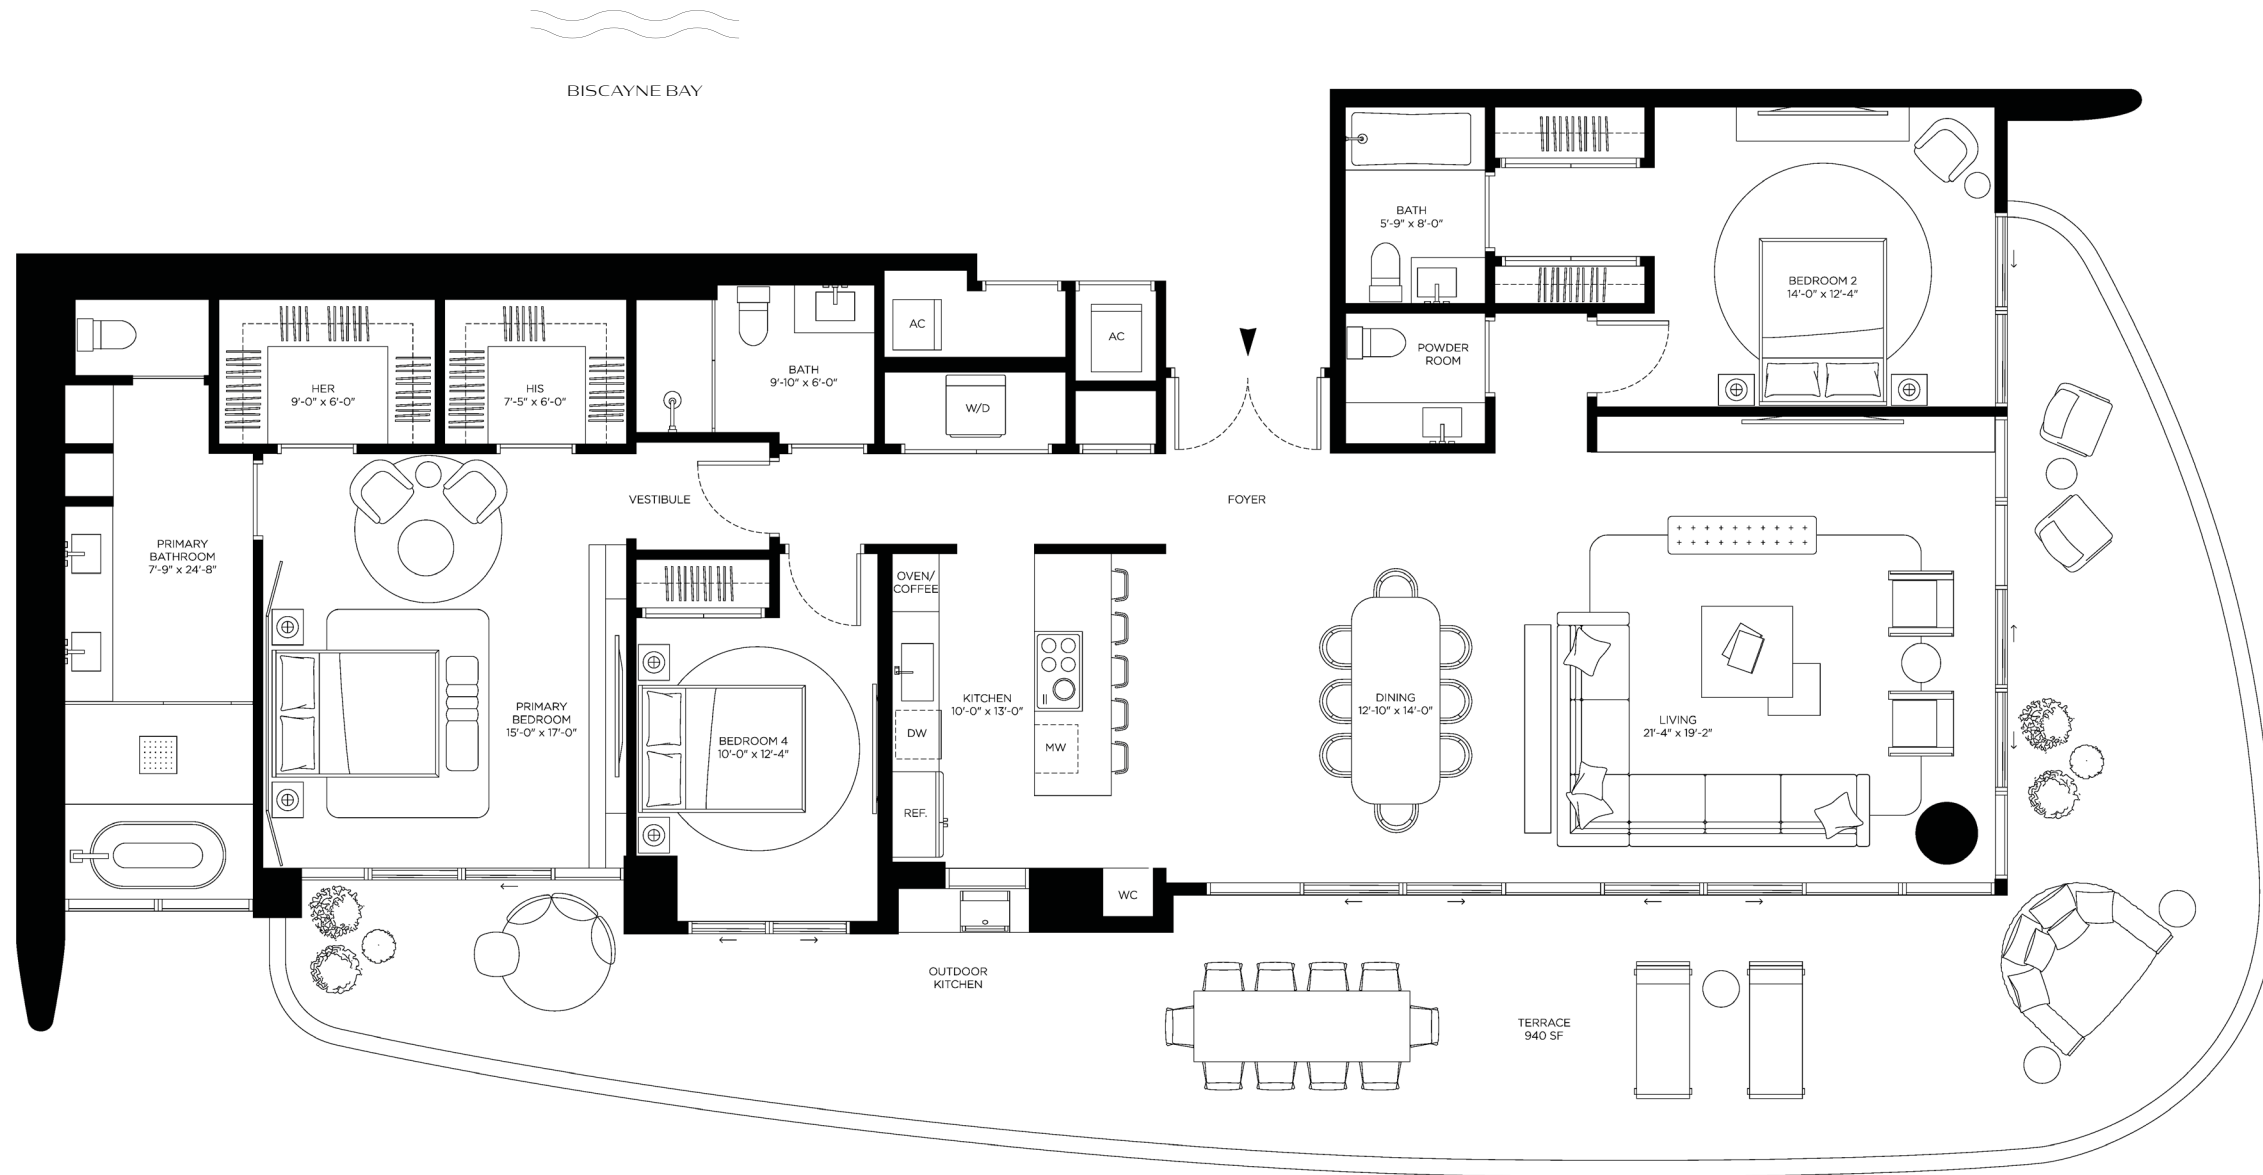 BISCAYNE BAY
BATH
5'-9" x 8'-0"
BEDROOM 2
14'-0" x 12'-4"
AC
AC
POWDER
ROOM
HER
9'-0" x 6'-0"
HIS
7'-5" x 6'-0"
BATH
9'-10" x 6'-0"
W/D
VESTIBULE
FOYER
PRIMARY
BATHROOM
7'-9" x 24'-8"
OVEN/
COFFEE
PRIMARY
BEDROOM
15'-0" x 17'-0"
BEDROOM 4
10'-0" x 12'-4"
KITCHEN
10'-0" x 13'-0"
DW
MW
REF.
DINING
12'-10" x 14'-0"
LIVING
21'-4" x 19'-2"
WC
OUTDOOR
KITCHEN
TERRACE
940 SF